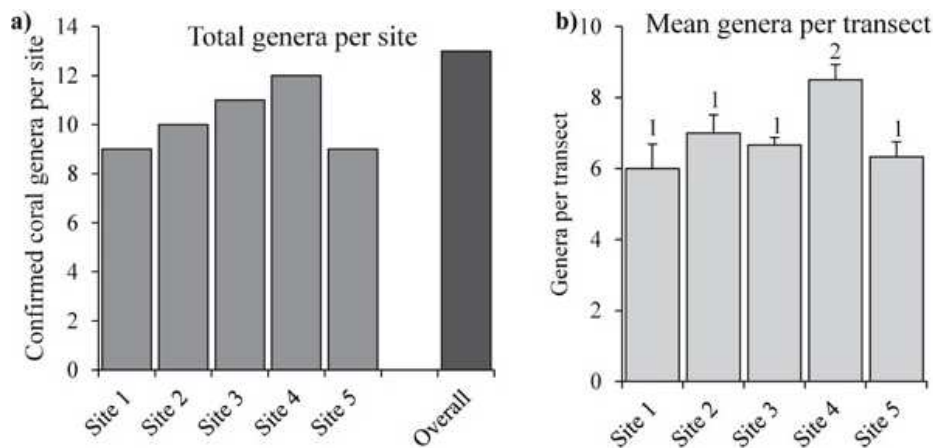 a)
Total genera per site
Confirmed coral genera per site
14
12
10
8
6
4
2
0
Site 1
Site 2
Site 3
Site 4
Site 5
Overall
b)
Mean genera per transect
Genera per transect
10
8
6
4
2
0
1
1
1
2
1
Site 1
Site 2
Site 3
Site 4
Site 5